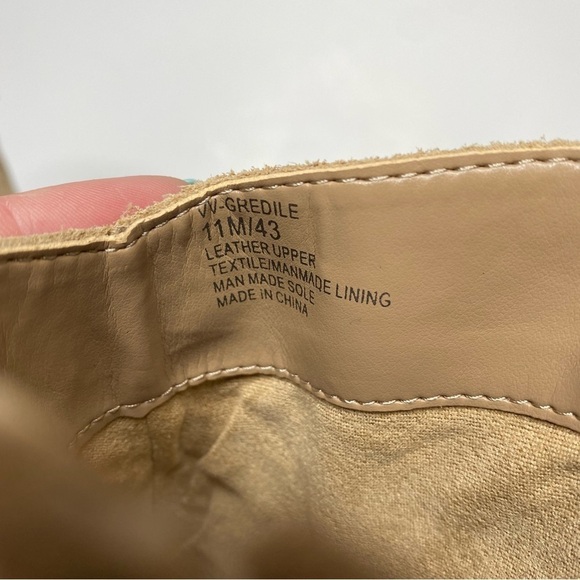 VV-GREDILE
11M/43
LEATHER UPPER
TEXTILE/MANMADE LINING
MAN MADE SOLE
MADE IN CHINA